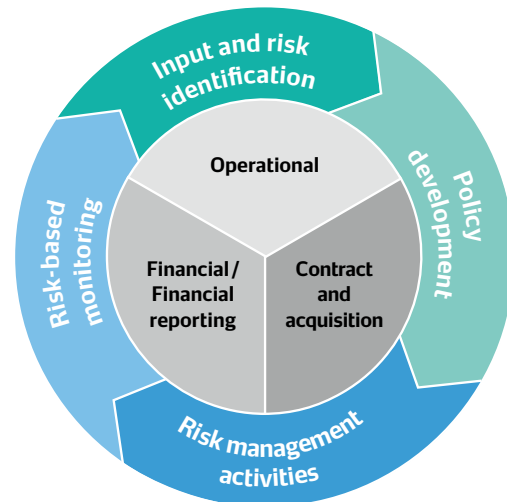 Input and risk
identification
Policy
development
Risk management
activities
Risk-based
monitoring
Operational
Contract
and
acquisition
Financial/
Financial
reporting